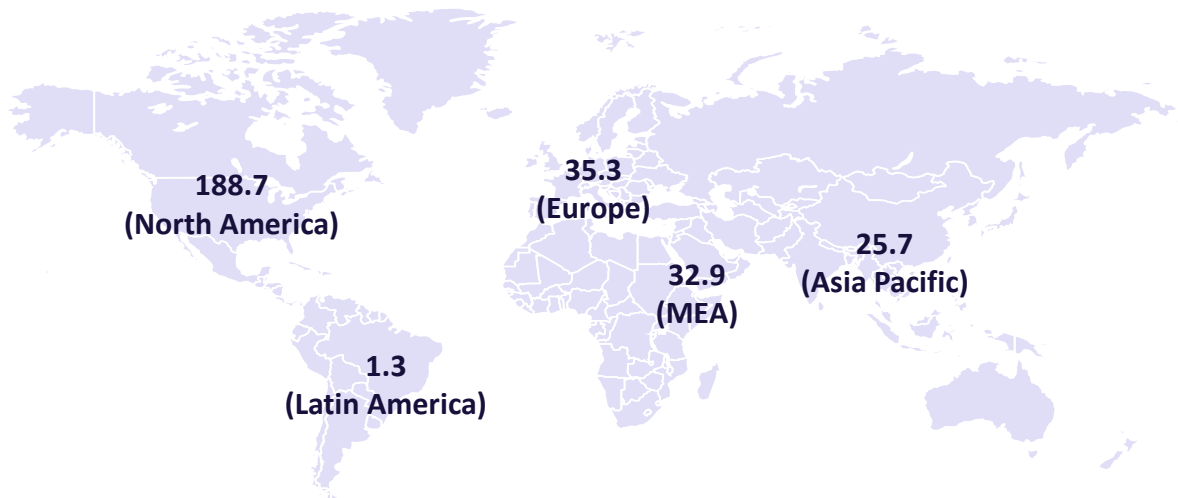 188.7
(North America)
35.3
(Europe)
25.7
(Asia Pacific)
32.9
(MEA)
1.3
(Latin America)